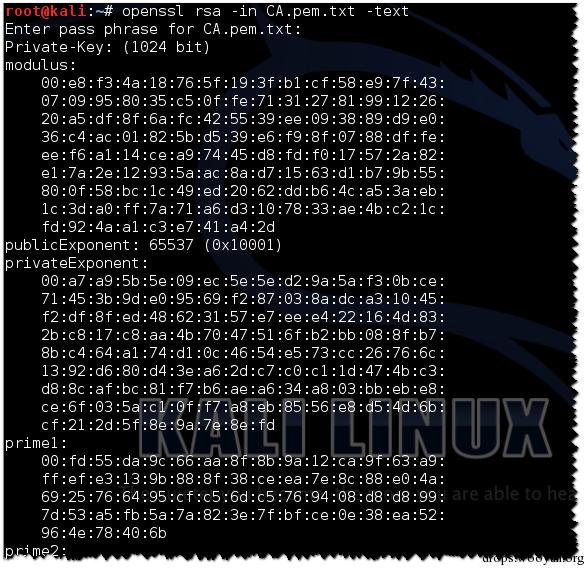 root@kali:~# openssl rsa -in CA.pem.txt -text
Enter pass phrase for CA.pem.txt:
Private-Key: (1024 bit)
modulus:
00:e8:f3:4a:18:76:5f:19:3f:b1:cf:58:e9:7f:43:
07:09:95:80:35:c5:0f:fe:71:31:27:81:99:12:26:
20:a5:df:8f:6a:fc:42:55:39:ee:09:38:89:d9:e0:
36:c4:ac:01:82:5b:d5:39:e6:f9:8f:07:88:df:fe:
ee:f6:a1:14:ce:a9:74:45:d8:fd:f0:17:57:2a:82:
e1:7a:2e:12:93:5a:ac:8a:d7:15:63:d1:b7:9b:55:
80:0f:58:bc:1c:49:ed:20:62:dd:b6:4c:a5:3a:eb:
1c:3d:a0:ff:7a:71:a6:d3:10:78:33:ae:4b:c2:1c:
fd:92:4a:a1:c3:e7:41:a4:2d
publicExponent: 65537 (0x10001)
privateExponent:
00:a7:a9:5b:5e:09:ec:5e:5e:d2:9a:5a:f3:0b:ce:
71:45:3b:9d:e0:95:69:f2:87:03:8a:dc:a3:10:45:
f2:df:8f:ed:48:62:31:57:e7:ee:e4:22:16:4d:83:
2b:c8:17:c8:aa:4b:70:47:51:6f:b2:bb:08:8f:b7:
8b:c4:64:a1:74:d1:0c:46:54:e5:73:cc:26:76:6c:
13:92:d6:80:d4:3e:a6:2d:c7:c0:c1:1d:47:4b:c3:
d8:8c:af:bc:81:f7:b6:ae:a6:34:a8:03:bb:eb:e8:
ce:6f:03:5a:c1:0f:f7:a8:eb:85:56:e8:d5:4d:6b:
cf:21:2d:5f:8e:9a:7e:8e:fd
KALI LINUX
prime1:
00:fd:55:da:9c:66:aa:8f:8b:9a:12:ca:9f:63:a9:
ff:ef:e3:13:9b:88:8f:38:ce:ea:7e:8c:88:e0:4a:
69:25:76:64:95:cf:c5:6d:c5:76:94:08:d8:d8:99:
are able to hea
7d:53:a5:fb:5a:7a:82:3e:7f:bf:ce:0e:38:ea:52:
96:4e:78:40:6b
prime2: